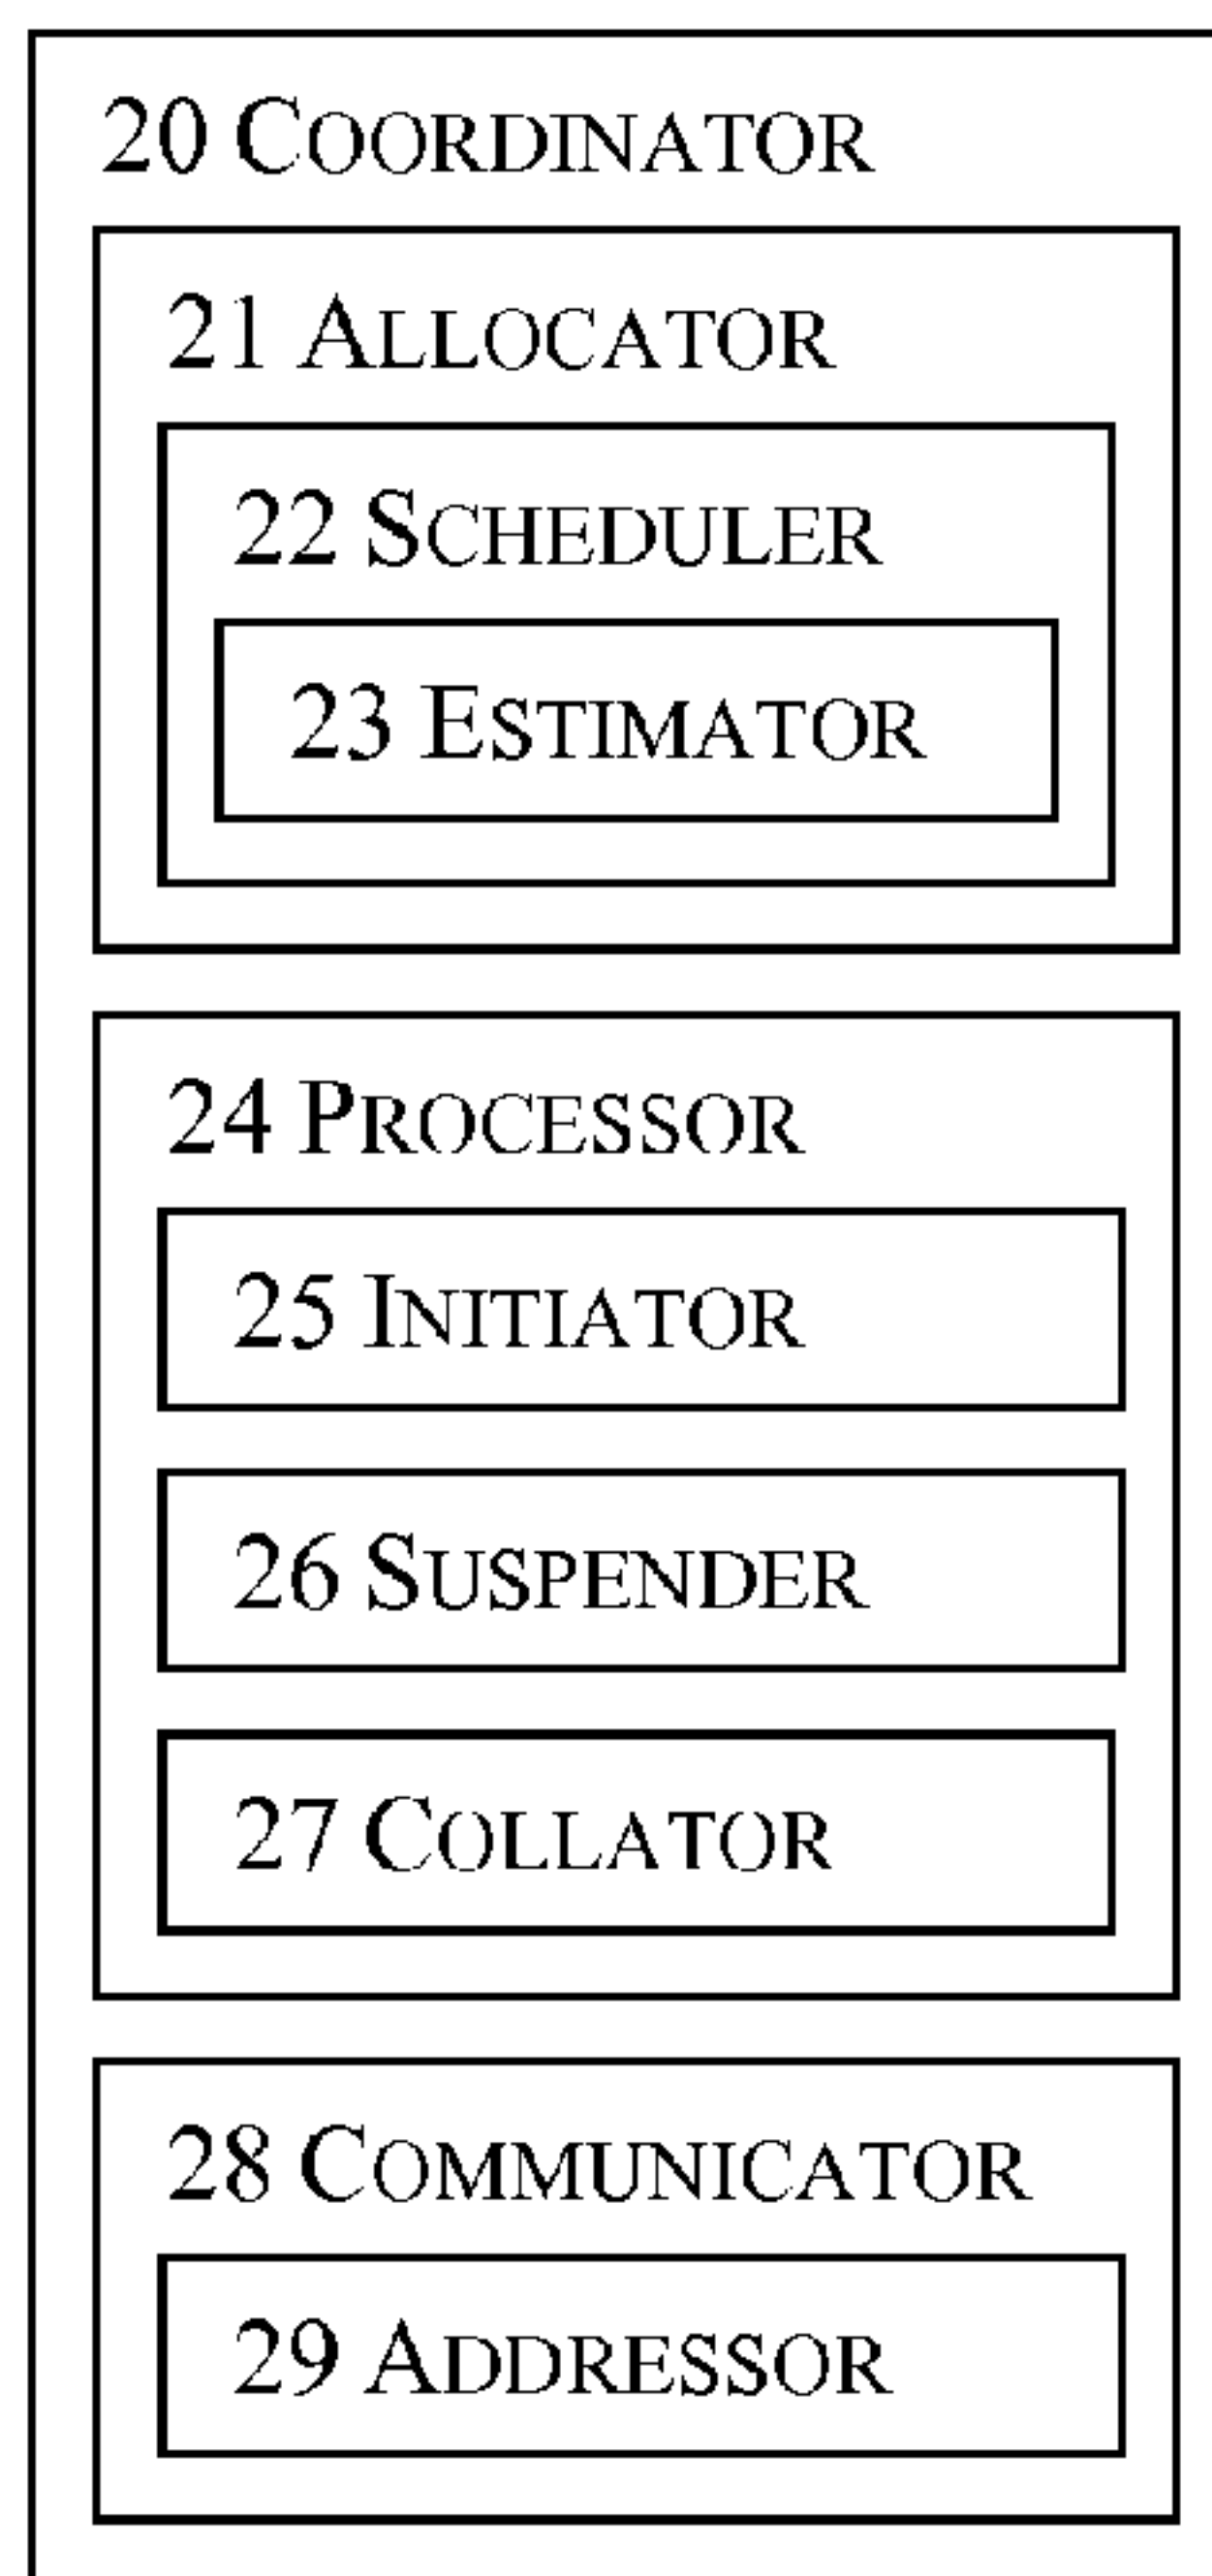 20 COORDINATOR
21 ALLOCATOR
22 SCHEDULER
23 ESTIMATOR
24 PROCESSOR
25 INITIATOR
26 SUSPENDER
27 COLLATOR
28 COMMUNICATOR
29 ADDRESSOR